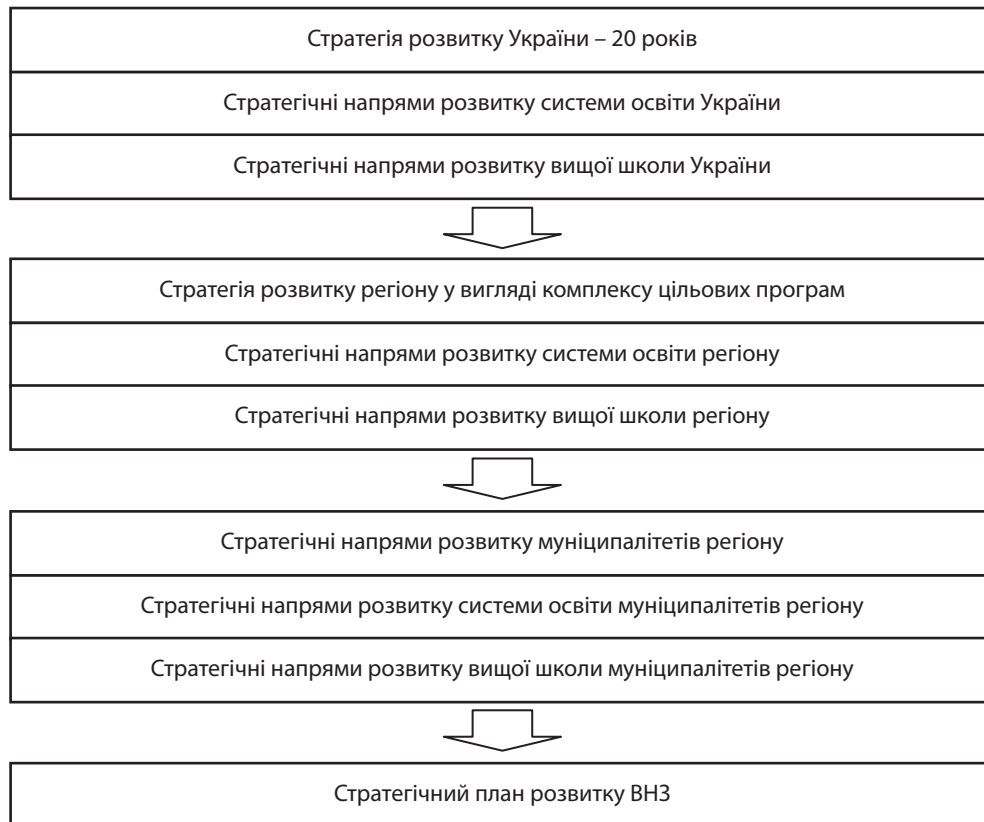 Стратегія розвитку України – 20 років
Стратегічні напрями розвитку системи освіти України
Стратегічні напрями розвитку вищої школи України
Стратегія розвитку регіону у вигляді комплексу цільових програм
Стратегічні напрями розвитку системи освіти регіону
Стратегічні напрями розвитку вищої школи регіону
Стратегічні напрями розвитку муніципалітетів регіону
Стратегічні напрями розвитку системи освіти муніципалітетів регіону
Стратегічні напрями розвитку вищої школи муніципалітетів регіону
Стратегічний план розвитку ВНЗ